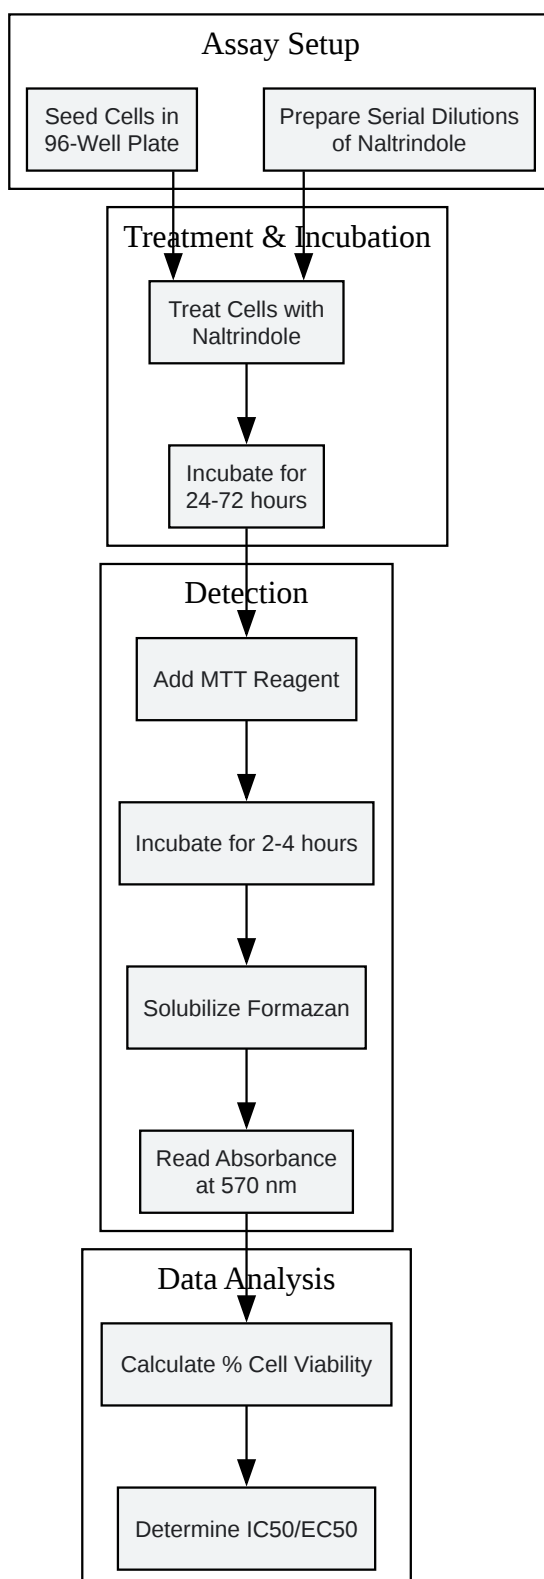 Assay Setup
Seed Cells in
96-Well Plate
Prepare Serial Dilutions
of Naltrindole
Treatment & Incubation
Treat Cells with
Naltrindole
Incubate for
24-72 hours
Detection
Add MTT Reagent
Incubate for 2-4 hours
Solubilize Formazan
Read Absorbance
at 570 nm
Data Analysis
Calculate % Cell Viability
Determine IC50/EC50